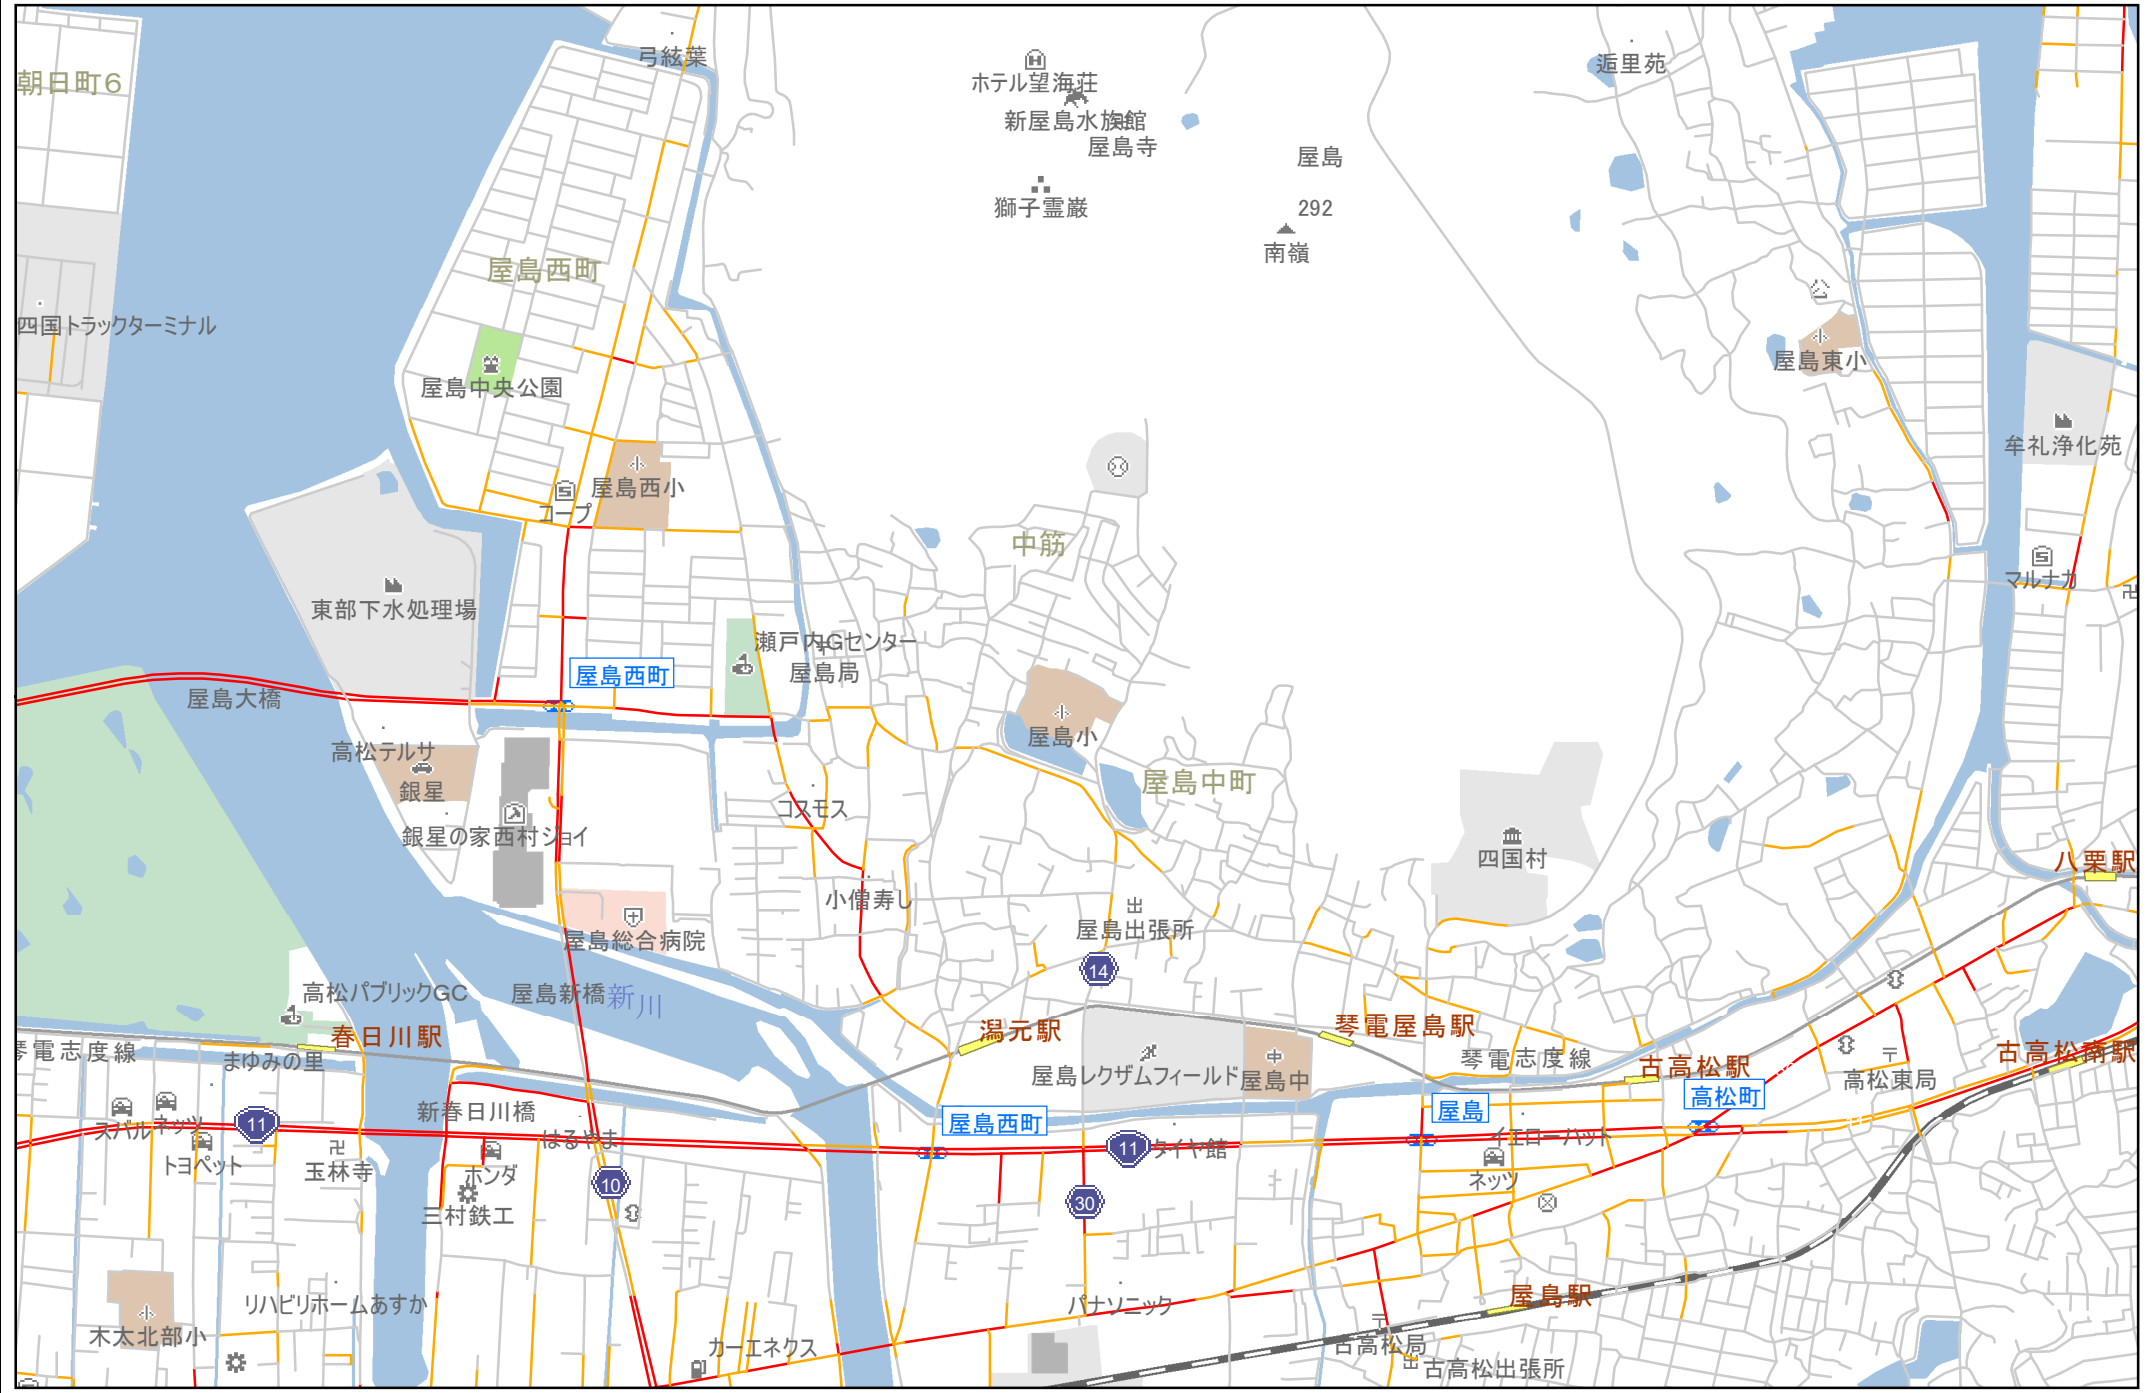 弓絃葉
逅里苑
朝日町6
ホテル望海荘
新屋島水族館
屋島寺
屋島
獅子霊巌
292
南嶺
屋島西町
四国トラックターミナル
屋島中央公園
屋島東小
牟礼浄化苑
屋島西小
コープ
中筋
マルナカ
東部下水処理場
瀬戸内Gセンター
屋島局
屋島西町
屋島大橋
屋島小
高松テルサ
銀星
屋島中町
コスモス
銀星の家西村ジョイ
四国村
八栗駅
小僧寿し
屋島出張所
屋島総合病院
14
高松パブリックGC
屋島新橋
新川
春日川駅
潟元駅
琴電屋島駅
琴電志度線
まゆみの里
琴電志度線
古高松駅
古高松南駅
屋島レクザムフィールド
屋島中
高松東局
高松町
屋島
新春日川橋
屋島西町
スバル
ネッツ
11
はるやま
11
タイヤ館
イエローハット
トヨペット
玉林寺
ホンダ
10
ネッツ
三村鉄工
30
リハビリホームあすか
パナソニック
屋島駅
木太北部小
カーエネクス
古高松局
古高松出張所